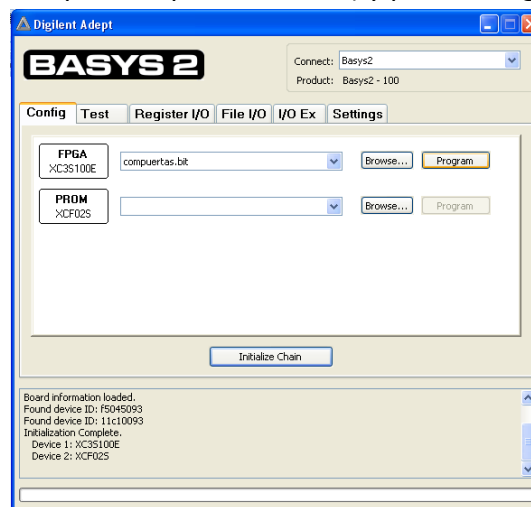 Digilent Adept
BASYS 2
Connect: Basys2
Product: Basys2 - 100
Config Test Register I/O File I/O I/O Ex Settings
FPGA
XC3S100E
compuertas.bit
Browse... Program
PROM
XCF02S
Browse... Program
Initialize Chain
Board information loaded.
Found device ID: f5045093
Found device ID: 11c10093
Initialization Complete.
Device 1: XC3S100E
Device 2: XCF02S